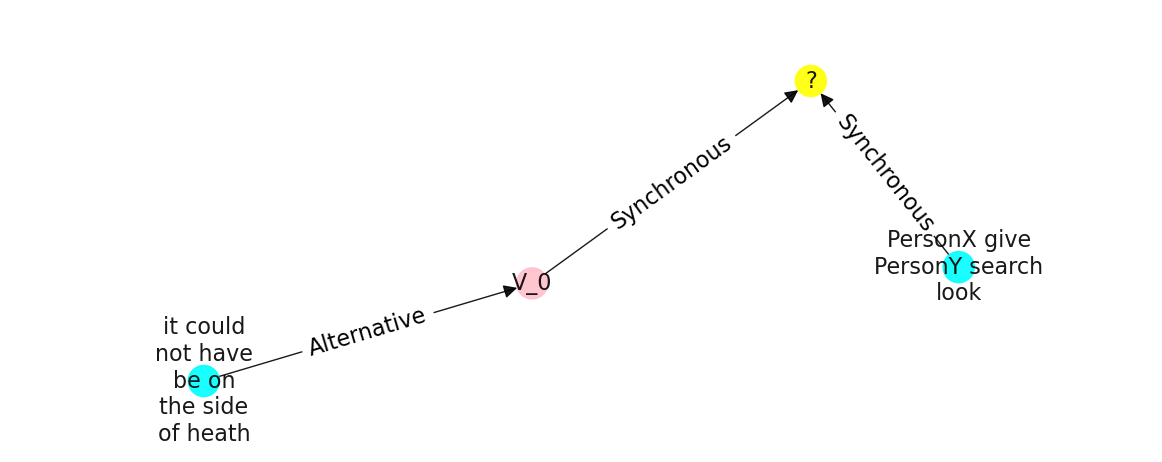 ?
Synchronous
Synchronous
PersonX give
PersonY search
look
V_0
Alternative
it could
not have
be on
the side
of heath